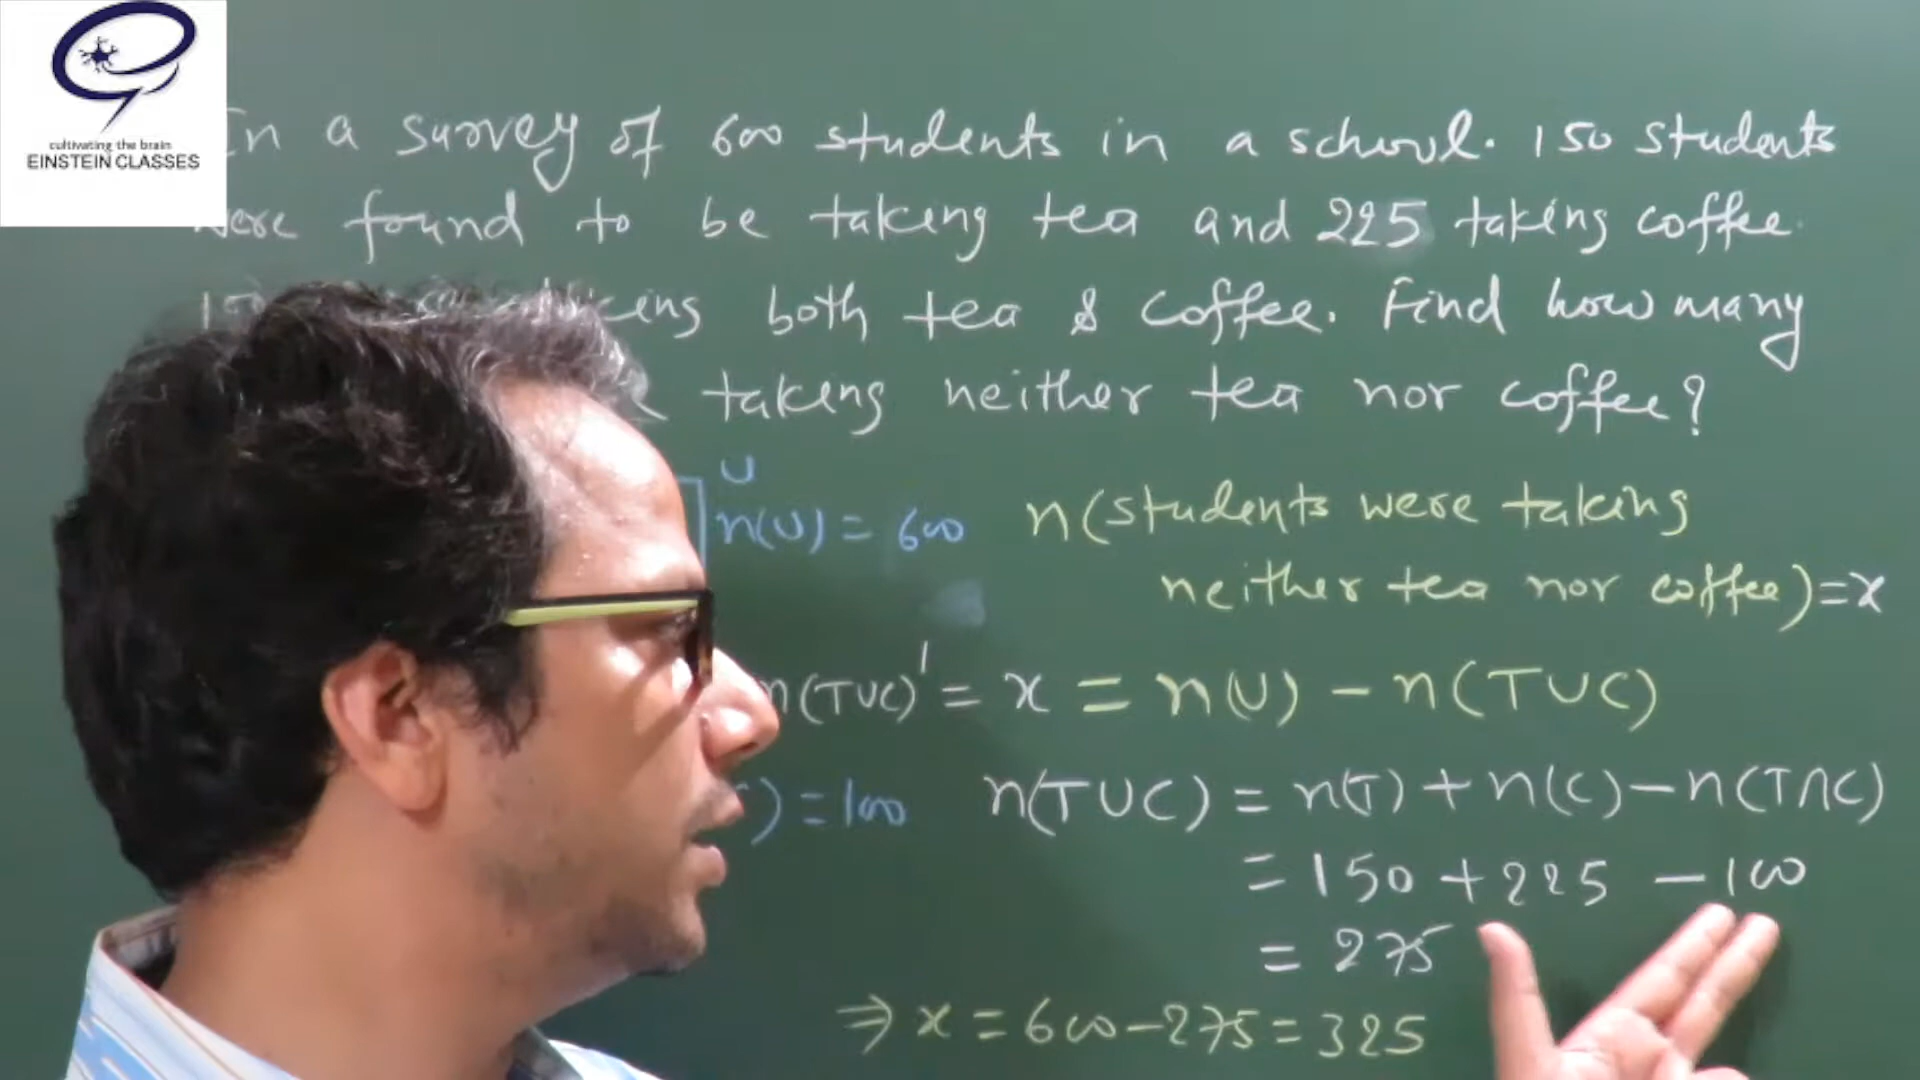 cultivating the brain
EINSTEIN CLASSES
In a survey of 600 students in a school. 150 students
were found to be taking tea and 225 taking coffee.
both tea & coffee. Find how many
taking neither tea nor coffee?
U
n(U) = 600
n(students were taking
neither tea nor coffee) = x
n(T∪C)' = x = n(U) - n(T∪C)
) = 100
n(T∪C) = n(T) + n(C) - n(T∩C)
= 150 + 225 - 100
= 275
⇒ x = 600 - 275 = 325